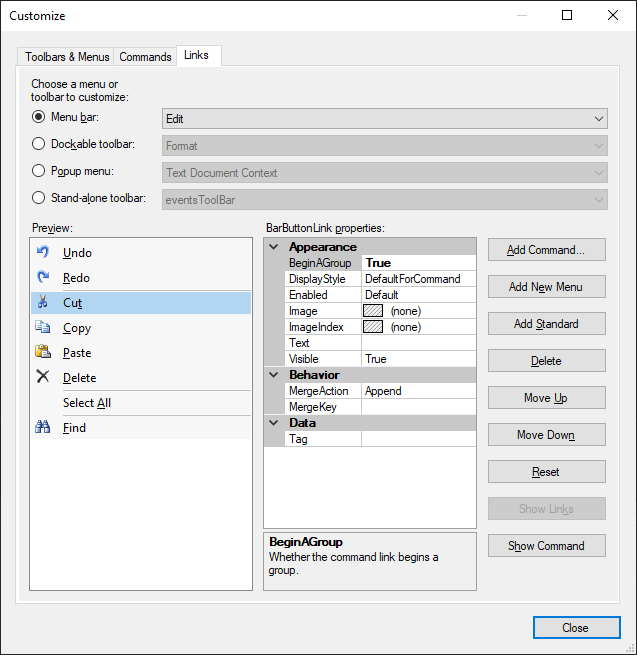 Customize
Toolbars & Menus
Commands
Links
Choose a menu or
toolbar to customize:
Menu bar:
Edit
Dockable toolbar:
Format
Popup menu:
Text Document Context
Stand-alone toolbar:
eventsToolBar
Preview:
Undo
Redo
Cut
Copy
Paste
Delete
Select All
Find
BarButtonLink properties:
Appearance
BeginAGroup True
DisplayStyle DefaultForCommand
Enabled Default
Image (none)
ImageIndex (none)
Text
Visible True
Behavior
MergeAction Append
MergeKey
Data
Tag
BeginAGroup
Whether the command link begins a
group.
Add Command...
Add New Menu
Add Standard
Delete
Move Up
Move Down
Reset
Show Links
Show Command
Close